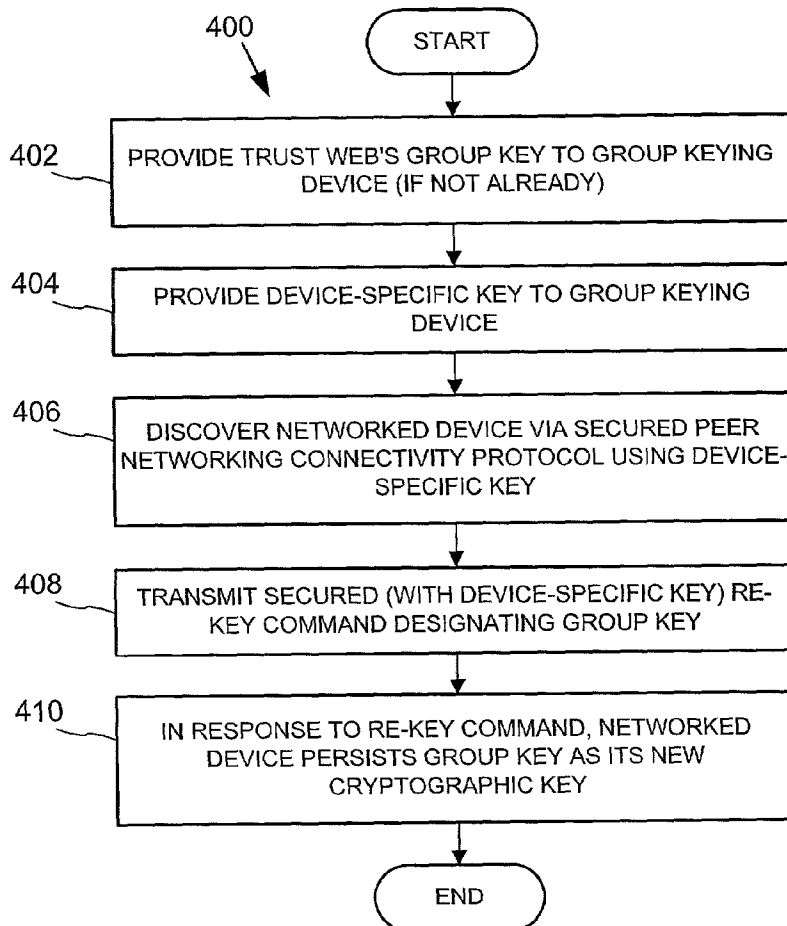 400
START
402
PROVIDE TRUST WEB'S GROUP KEY TO GROUP KEYING
DEVICE (IF NOT ALREADY)
404
PROVIDE DEVICE-SPECIFIC KEY TO GROUP KEYING
DEVICE
406
DISCOVER NETWORKED DEVICE VIA SECURED PEER
NETWORKING CONNECTIVITY PROTOCOL USING DEVICE-
SPECIFIC KEY
408
TRANSMIT SECURED (WITH DEVICE-SPECIFIC KEY) RE-
KEY COMMAND DESIGNATING GROUP KEY
410
IN RESPONSE TO RE-KEY COMMAND, NETWORKED
DEVICE PERSISTS GROUP KEY AS ITS NEW
CRYPTOGRAPHIC KEY
END